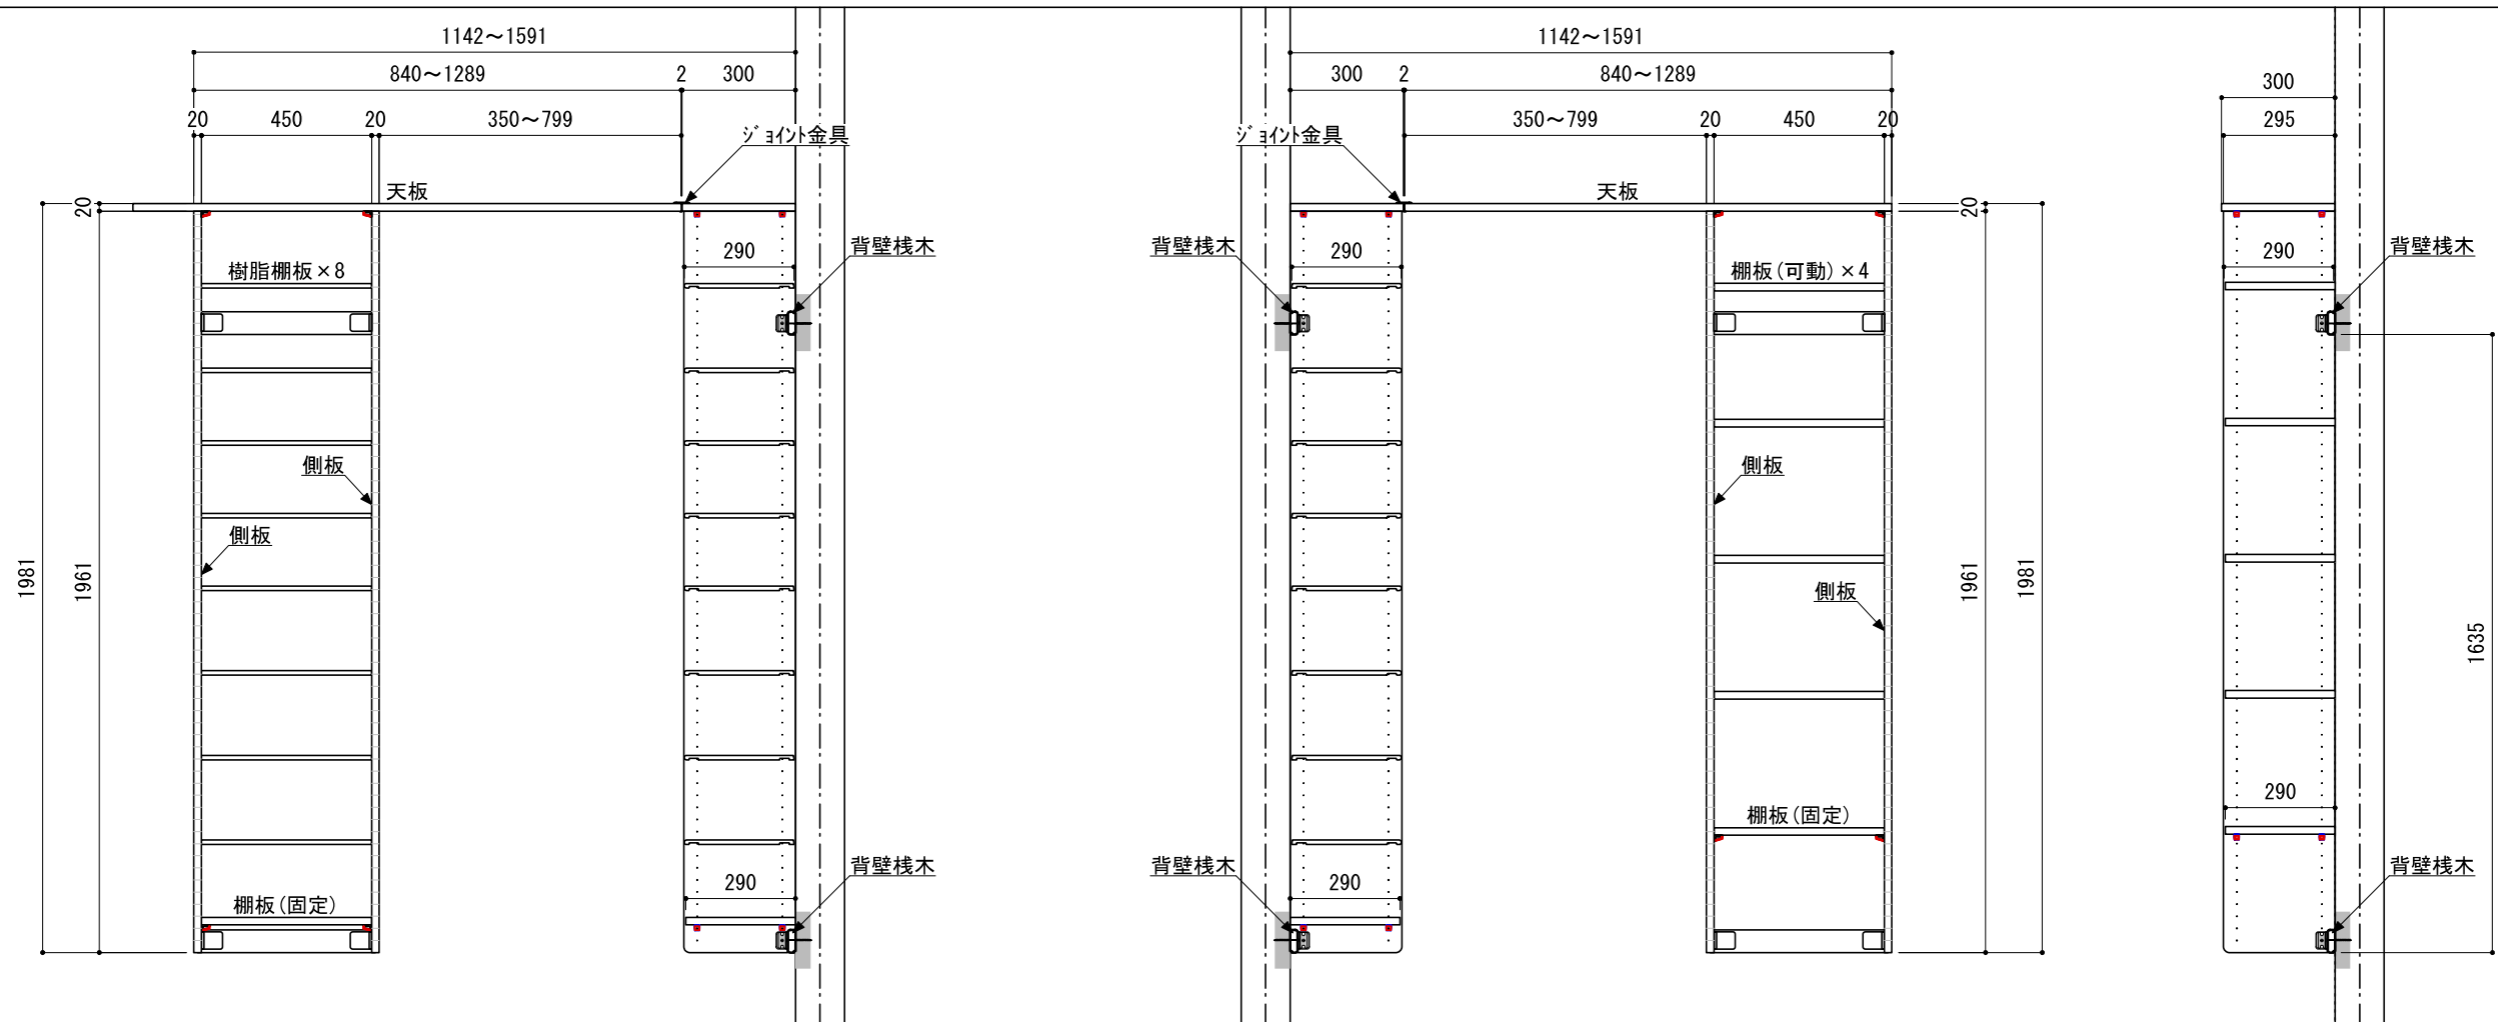 1142～1591
1142～1591
840～1289
2
300
300
2
840～1289
300
20
450
20
350～799
350～799
20
450
20
295
ｼﾞｮｲﾝﾄ金具
ｼﾞｮｲﾝﾄ金具
天板
天板
20
20
290
背壁桟木
背壁桟木
290
290
背壁桟木
樹脂棚板×8
棚板(可動)×4
側板
側板
側板
側板
1981
1961
1961
1981
1635
290
棚板(固定)
背壁桟木
背壁桟木
背壁桟木
290
290
棚板(固定)